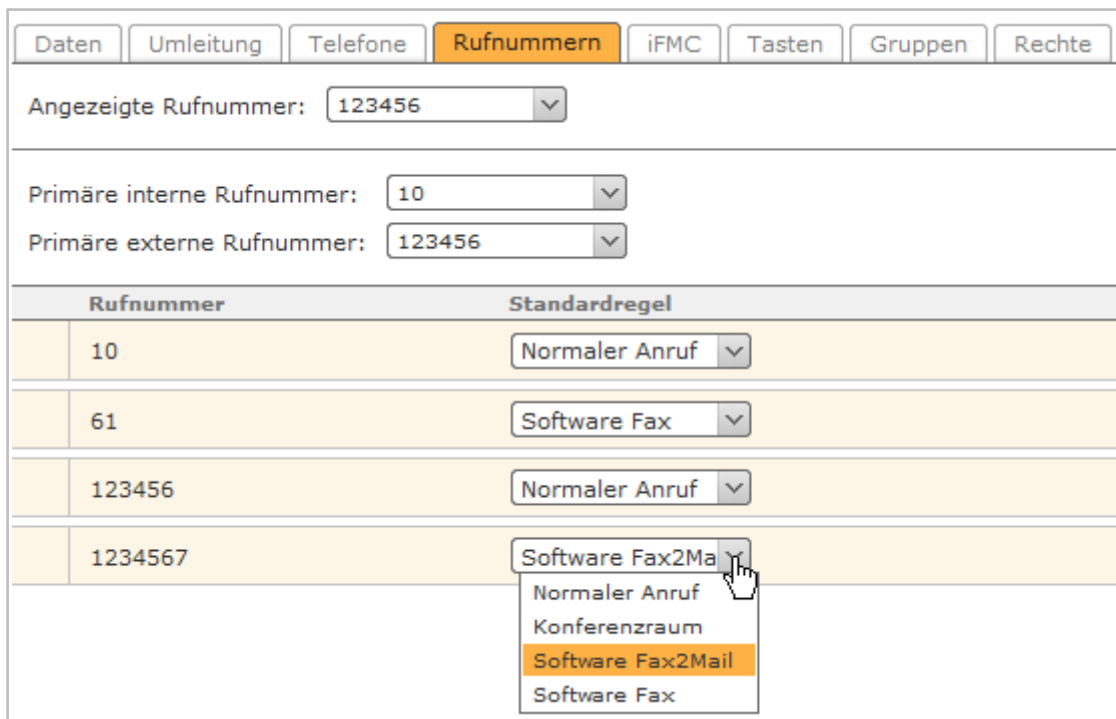 Daten Umleitung Telefone Rufnummern iFMC Tasten Gruppen Rechte
Angezeigte Rufnummer: 123456
Primäre interne Rufnummer: 10
Primäre externe Rufnummer: 123456
Rufnummer Standardregel
10 Normaler Anruf
61 Software Fax
123456 Normaler Anruf
1234567 Software Fax2Ma
Normaler Anruf
Konferenzraum
Software Fax2Mail
Software Fax